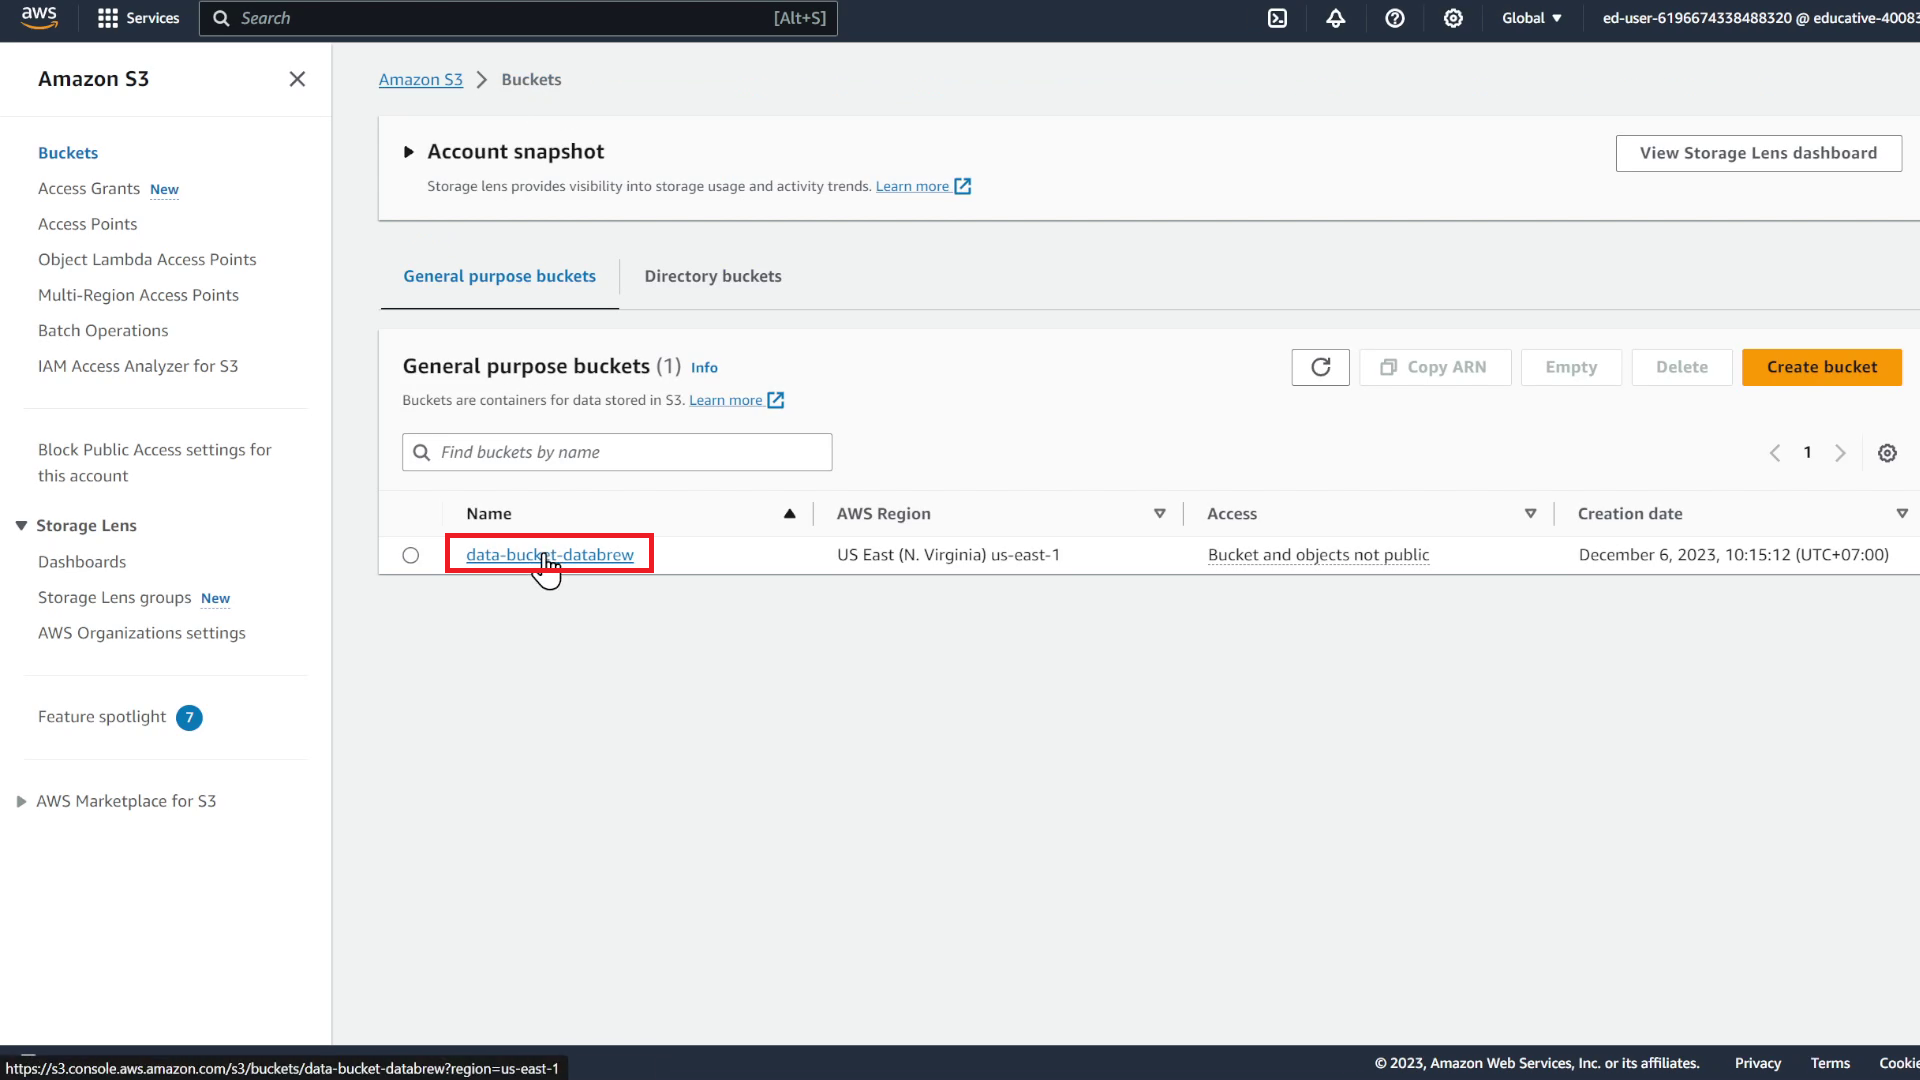 aws
Services
Search
[Alt+S]
Global
ed-user-6196674338488320 @ educative-40083
Amazon S3
Buckets
Access Grants New
Access Points
Object Lambda Access Points
Multi-Region Access Points
Batch Operations
IAM Access Analyzer for S3
Block Public Access settings for
this account
Storage Lens
Dashboards
Storage Lens groups New
AWS Organizations settings
Feature spotlight 7
AWS Marketplace for S3
Amazon S3 > Buckets
Account snapshot
Storage lens provides visibility into storage usage and activity trends. Learn more
View Storage Lens dashboard
General purpose buckets
Directory buckets
General purpose buckets (1) Info
Buckets are containers for data stored in S3. Learn more
Copy ARN
Empty
Delete
Create bucket
Find buckets by name
1
Name
AWS Region
Access
Creation date
data-bucket-databrew
US East (N. Virginia) us-east-1
Bucket and objects not public
December 6, 2023, 10:15:12 (UTC+07:00)
https://s3.console.aws.amazon.com/s3/buckets/data-bucket-databrew?region=us-east-1
© 2023, Amazon Web Services, Inc. or its affiliates.
Privacy
Terms
Cookie